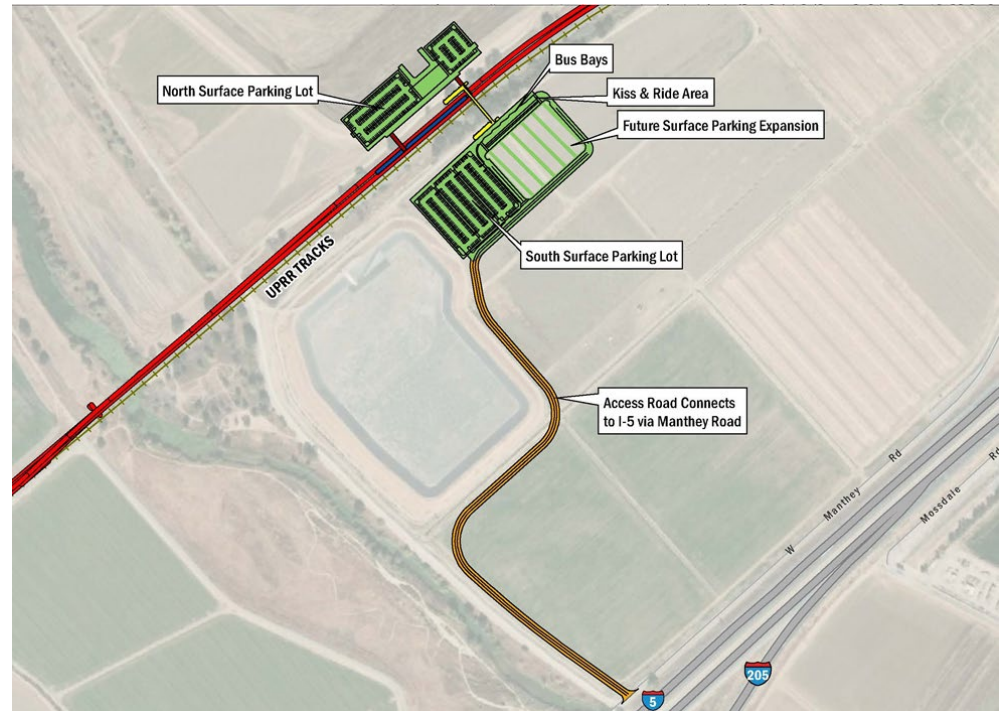 Bus Bays
North Surface Parking Lot
Kiss & Ride Area
Future Surface Parking Expansion
South Surface Parking Lot
UPRR TRACKS
Access Road Connects
to I-5 via Manthey Road
W Manthey Rd
Mossdale Rd
5
205